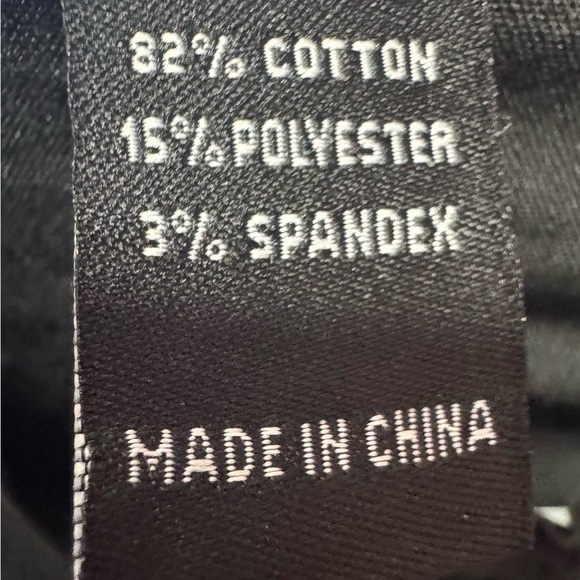 82% COTTON
15% POLYESTER
3% SPANDEX
MADE IN CHINA